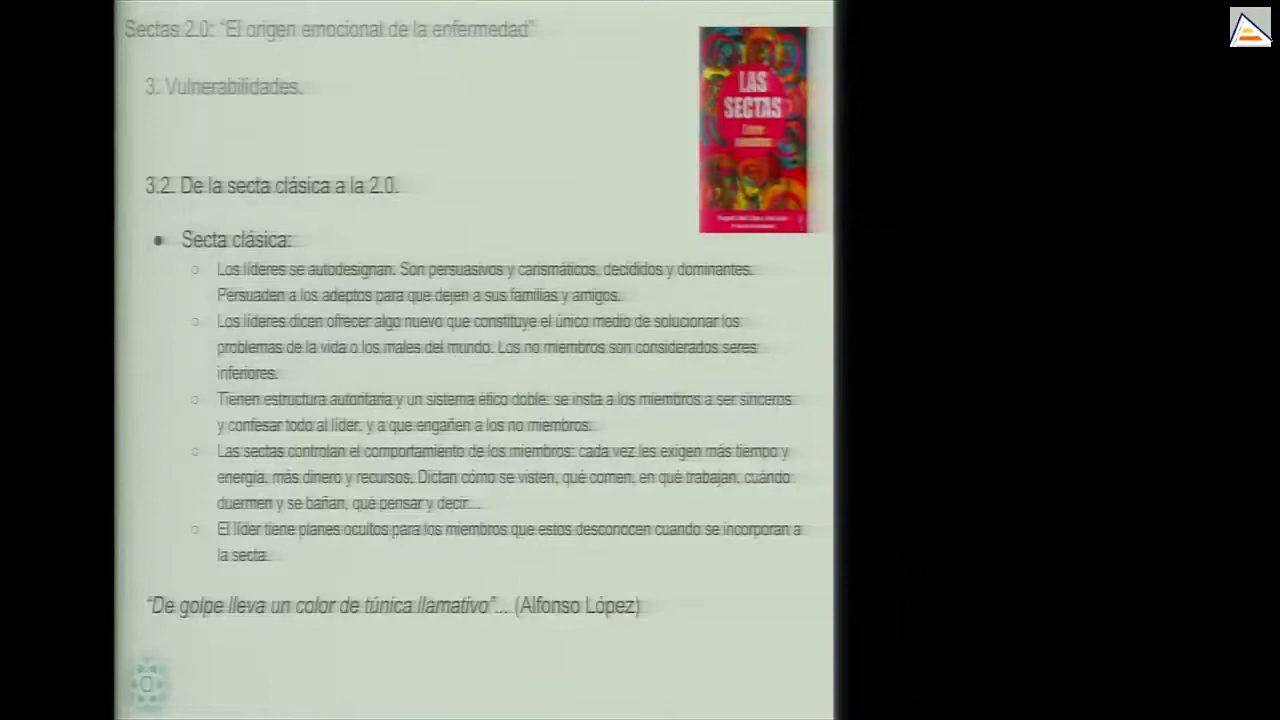 Sectas 2.0: "El origen emocional de la enfermedad"
3. Vulnerabilidades.
LAS
SECTAS
3.2. De la secta clásica a la 2.0.
• Secta clásica:
○ Los líderes se autodesignan. Son persuasivos y carismáticos, decididos y dominantes.
Persuaden a los adeptos para que dejen a sus familias y amigos.
○ Los líderes dicen ofrecer algo nuevo que constituye el único medio de solucionar los
problemas de la vida o los males del mundo. Los no miembros son considerados seres
inferiores.
○ Tienen estructura autoritaria y un sistema ético doble: se insta a los miembros a ser sinceros
y confesar todo al líder, y a que engañen a los no miembros.
○ Las sectas controlan el comportamiento de los miembros: cada vez les exigen más tiempo y
energía, más dinero y recursos. Dictan cómo se visten, qué comen, en qué trabajan, cuándo
duermen y se bañan, qué pensar y decir...
○ El líder tiene planes ocultos para los miembros que estos desconocen cuando se incorporan a
la secta.
"De golpe lleva un color de túnica llamativo"... (Alfonso López)